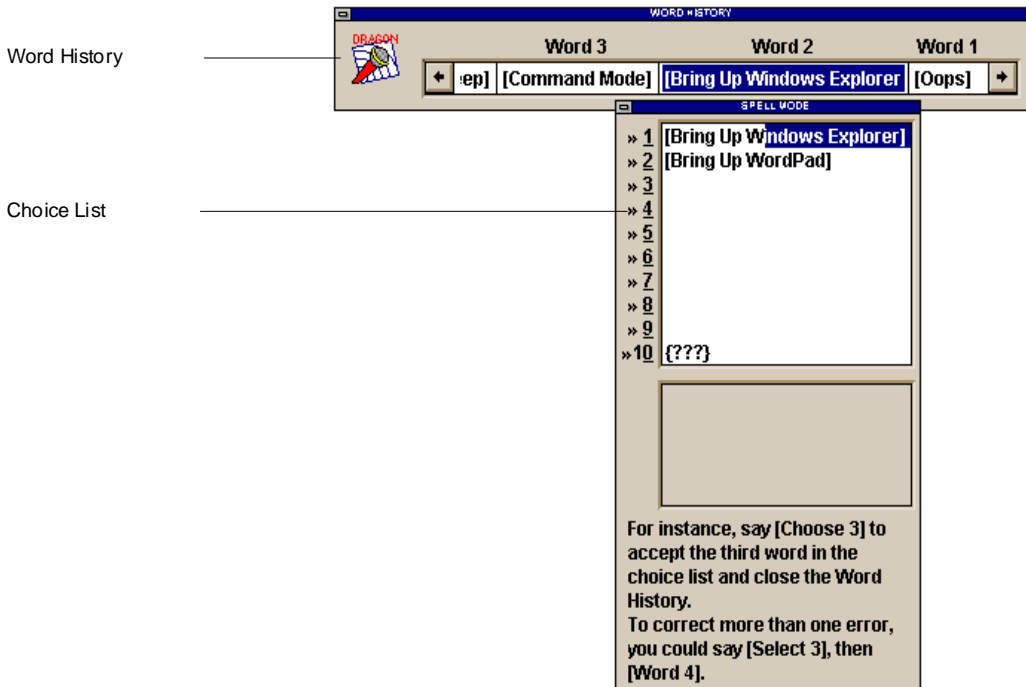 WORD HISTORY
DRAGON
Word 3 Word 2 Word 1
Word History
ep] [Command Mode] [Bring Up Windows Explorer [Oops]
SPELL MODE
» 1 [Bring Up Windows Explorer]
» 2 [Bring Up WordPad]
» 3
Choice List
» 4
» 5
» 6
» 7
» 8
» 9
»10 {???}
For instance, say [Choose 3] to
accept the third word in the
choice list and close the Word
History.
To correct more than one error,
you could say [Select 3], then
[Word 4].